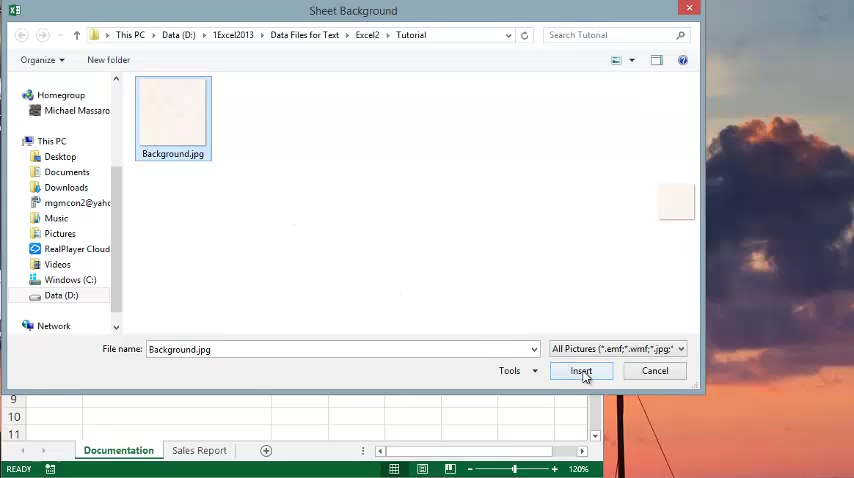 Sheet Background
This PC Data (D:) 1Excel2013 Data Files for Text Excel2 Tutorial Search Tutorial
Organize New folder
Homegroup
Michael Massaro
This PC
Desktop
Documents
Downloads
mgmcon2@yaho
Music
Pictures
RealPlayer Cloud
Videos
Windows (C:)
Data (D:)
Network
Background.jpg
File name: Background.jpg All Pictures (*.emf;*.wmf;*.jpg;*
Tools Insert Cancel
9
10
11
Documentation Sales Report
READY 120%